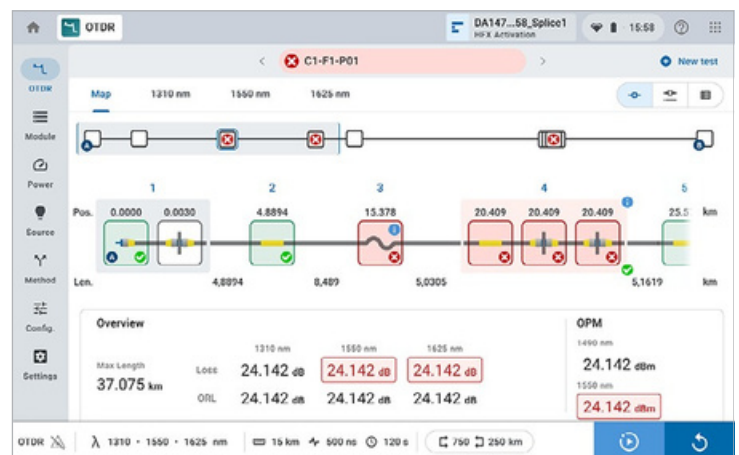 OTDR
DA147...58_Splice1
HFX Activation
15:58
C1-F1-P01
New test
OTDR
Map
1310 nm
1550 nm
1625 nm
Module
Power
Source
Method
Config.
Settings
A
B
1
2
3
4
5
Pos.
0.0000
0.0030
4.8894
15.378
20.409
20.409
20.409
25.5
km
A
Len.
4,8894
8,489
5,0305
5,1619
km
Overview
OPM
1310 nm
1550 nm
1625 nm
1490 nm
Max Length
37.075 km
Loss
24.142 dB
24.142 dB
24.142 dB
24.142 dBm
ORL
24.142 dB
24.142 dB
24.142 dB
1550 nm
24.142 dBm
OTDR
λ 1310 · 1550 · 1625 nm
15 km
500 ns
120 s
750
250 km